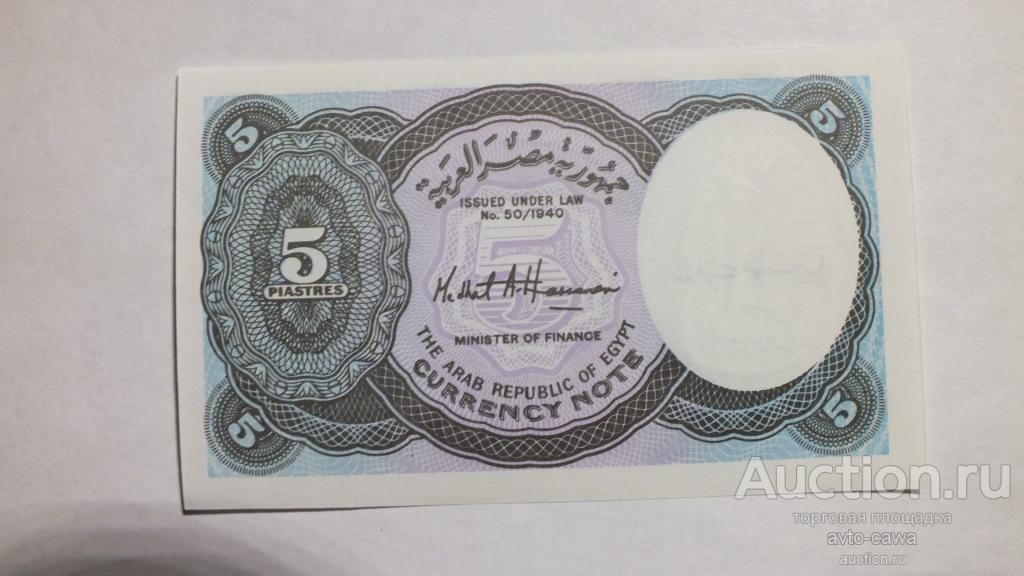 5
5
جمهورية مصر العربية
ISSUED UNDER LAW
No. 50/1940
5
PIASTRES
5
Medhat A. Hassanein
MINISTER OF FINANCE
THE ARAB REPUBLIC OF EGYPT
CURRENCY NOTE
5
5
Auction.ru
торговая площадка
avto-cawa
auction.ru